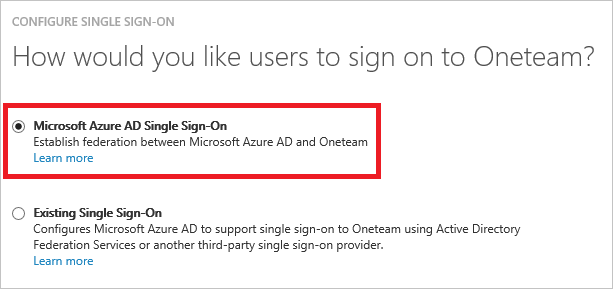 CONFIGURE SINGLE SIGN-ON
How would you like users to sign on to Oneteam?
Microsoft Azure AD Single Sign-On
Establish federation between Microsoft Azure AD and Oneteam
Learn more
Existing Single Sign-On
Configures Microsoft Azure AD to support single sign-on to Oneteam using Active Directory
Federation Services or another third-party single sign-on provider.
Learn more